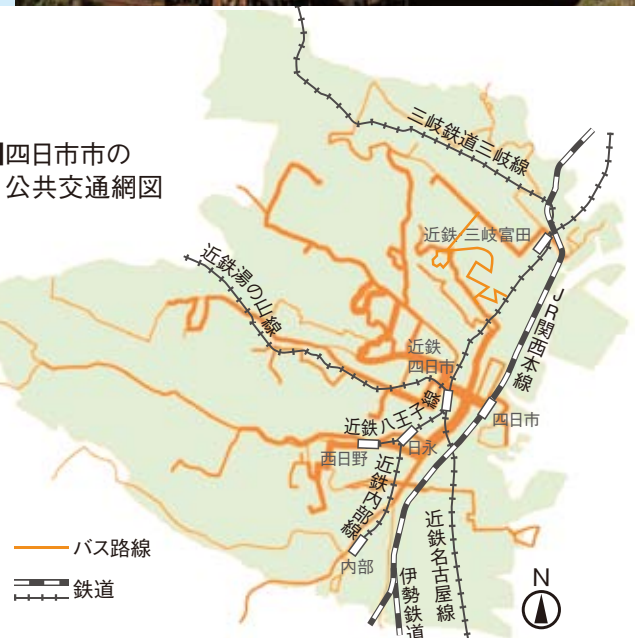 四日市市の
公共交通網図
三岐鉄道三岐線
近鉄・三岐富田
近鉄湯の山線
JR関西本線
近鉄
四日市
近鉄八王子線
四日市
西日野
日永
近鉄内部線
内部
近鉄名古屋線
伊勢鉄道
バス路線
鉄道
N